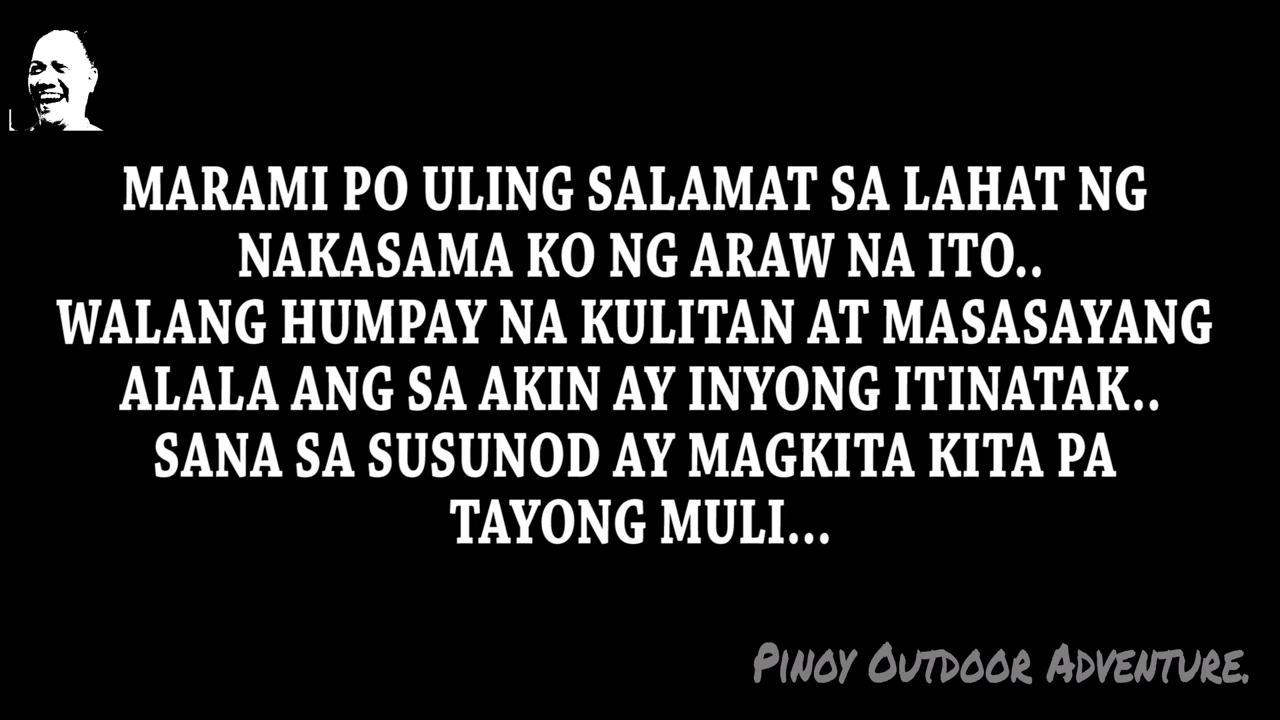 MARAMI PO ULING SALAMAT SA LAHAT NG
NAKASAMA KO NG ARAW NA ITO..
WALANG HUMPAY NA KULITAN AT MASASAYANG
ALALA ANG SA AKIN AY INYONG ITINATAK..
SANA SA SUSUNOD AY MAGKITA KITA PA
TAYONG MULI...
PINOY OUTDOOR ADVENTURE.